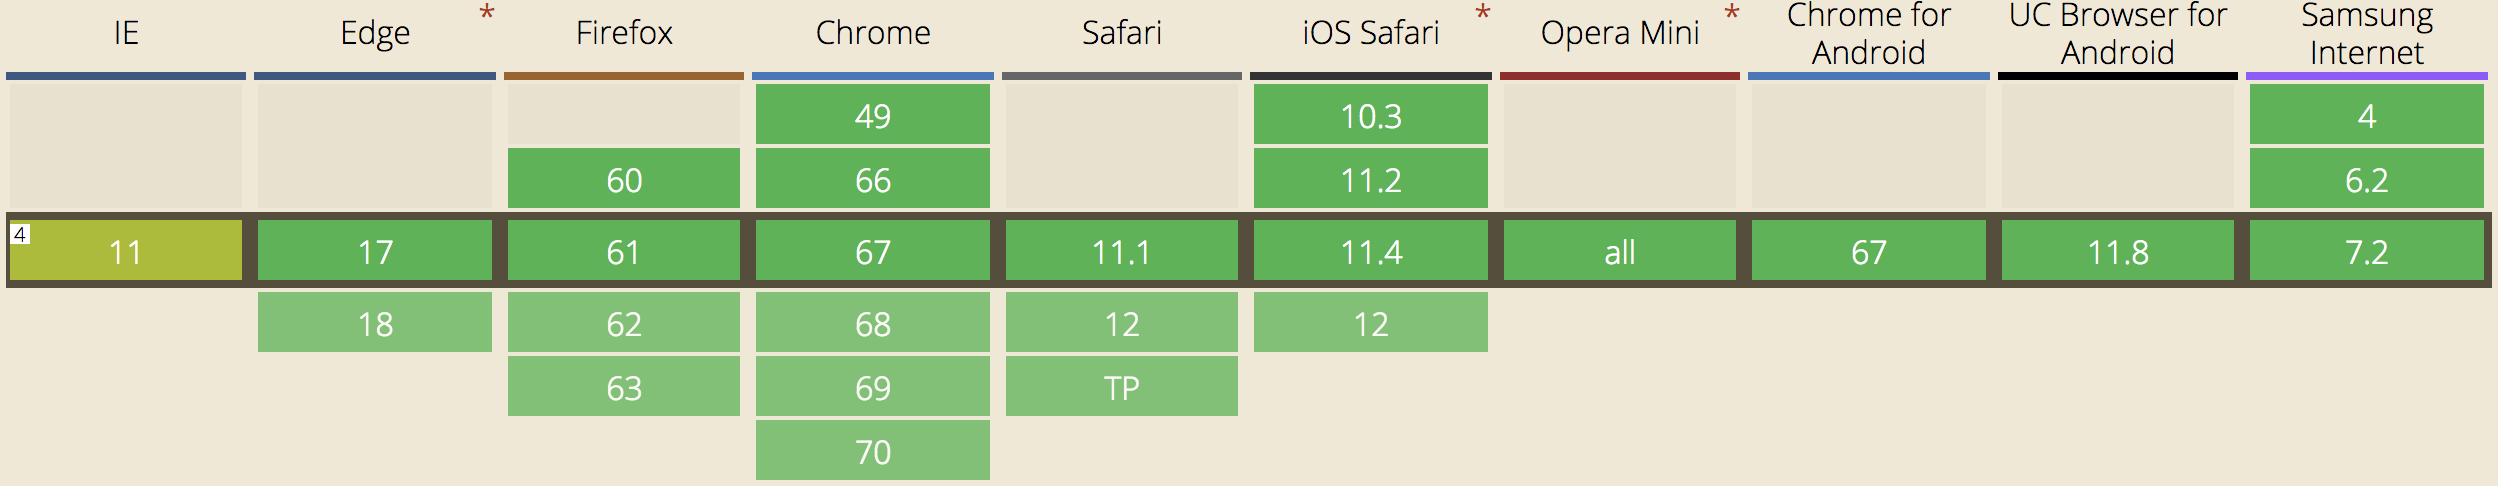 IE Edge * Firefox Chrome Safari iOS Safari * Opera Mini * Chrome for Android UC Browser for Android Samsung Internet
49 10.3 4
60 66 11.2 6.2
4 11 17 61 67 11.1 11.4 all 67 11.8 7.2
18 62 68 12 12
63 69 TP
70